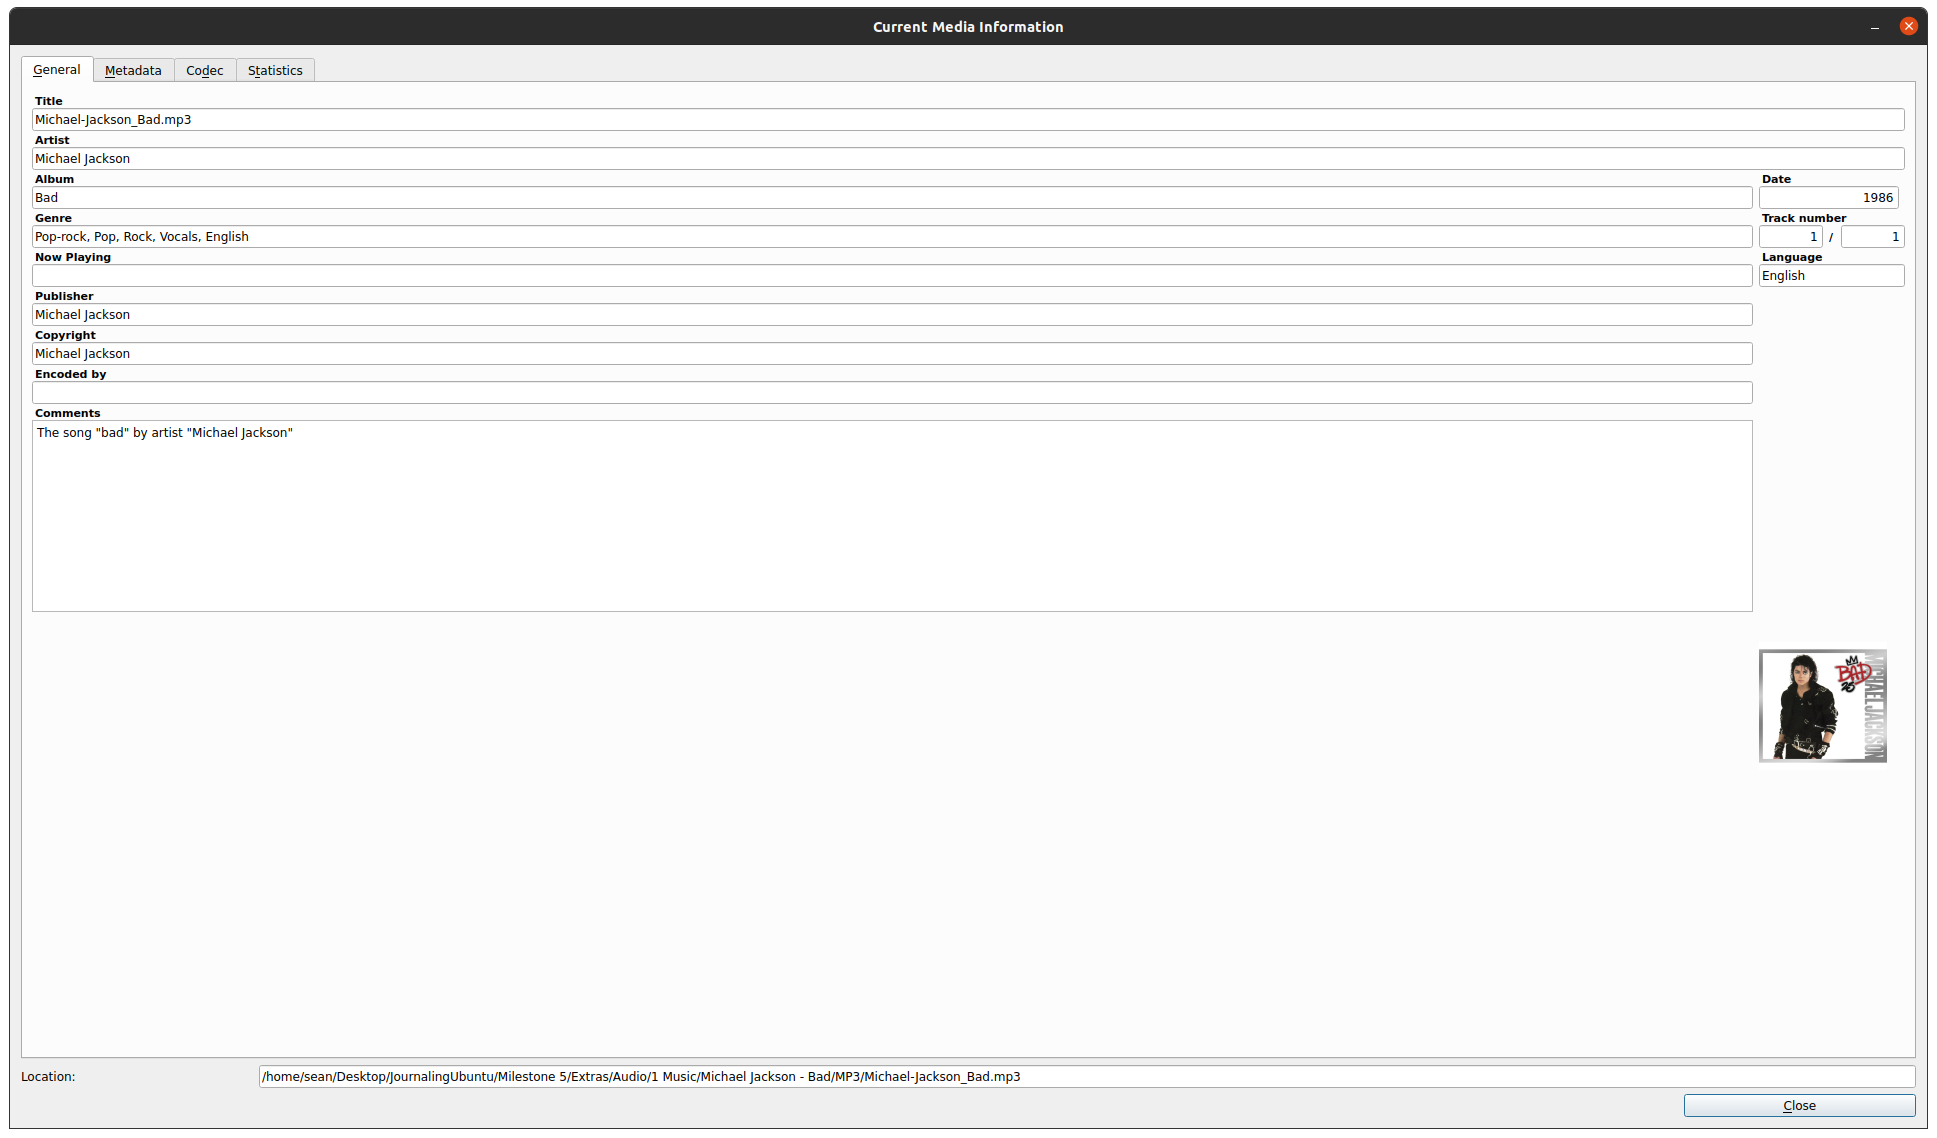 Current Media Information
General Metadata Codec Statistics
Title
Michael-Jackson_Bad.mp3
Artist
Michael Jackson
Album Date
Bad 1986
Genre Track number
Pop-rock, Pop, Rock, Vocals, English 1 / 1
Now Playing Language
English
Publisher
Michael Jackson
Copyright
Michael Jackson
Encoded by
Comments
The song "bad" by artist "Michael Jackson"
BAD
25
MICHAEL JACKSON
Location: /home/sean/Desktop/JournalingUbuntu/Milestone 5/Extras/Audio/1 Music/Michael Jackson - Bad/MP3/Michael-Jackson_Bad.mp3
Close